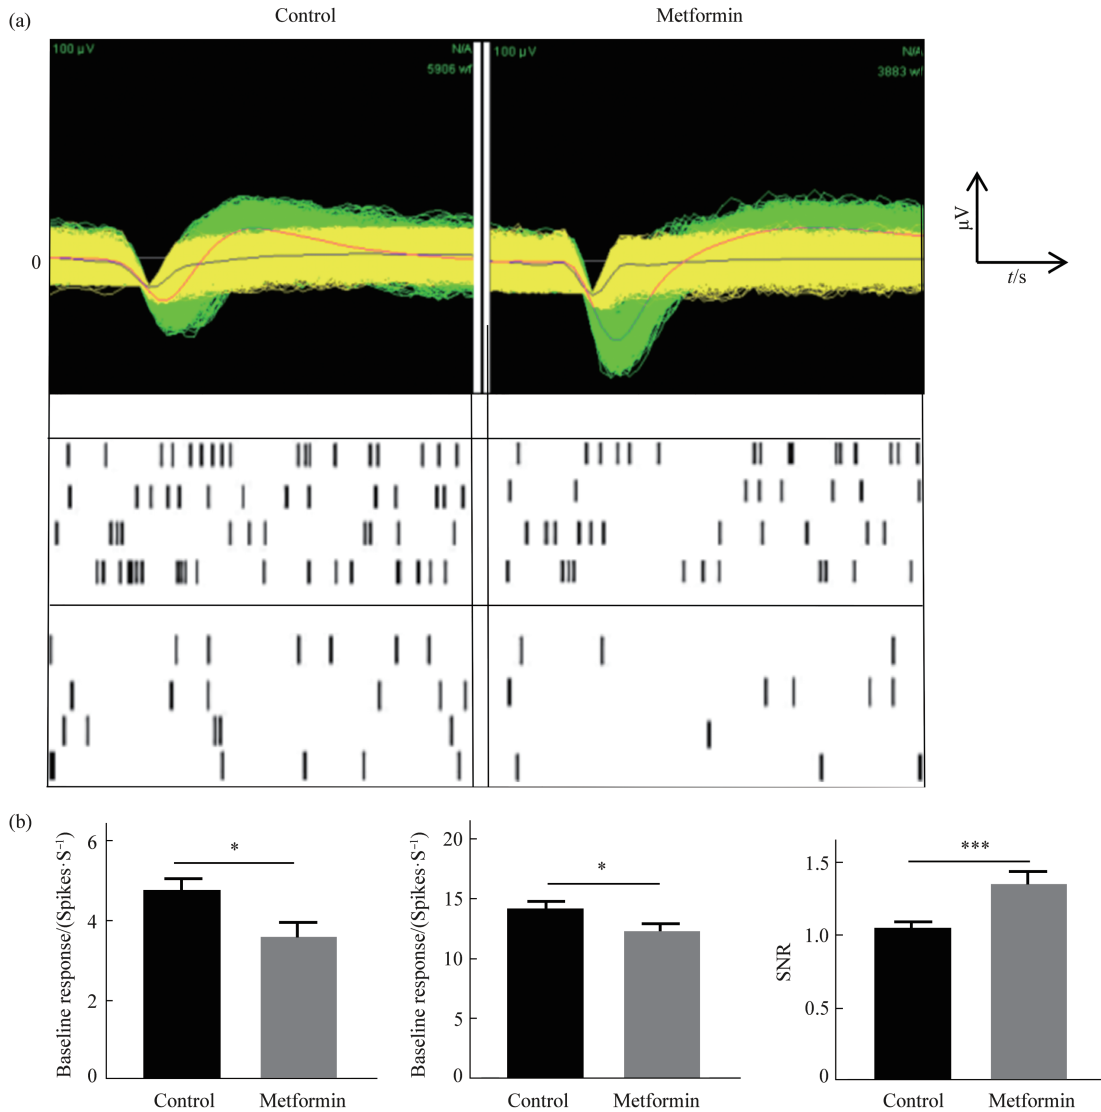 (a)
Control
Metformin
100 µV
N/A
5906 wf
100 µV
N/A
3883 wf
0
µV
t/s
(b)
Baseline response/(Spikes·S⁻¹)
6
4
2
0
*
Control
Metformin
Baseline response/(Spikes·S⁻¹)
20
15
10
5
0
*
Control
Metformin
SNR
1.5
1.0
0.5
0
***
Control
Metformin